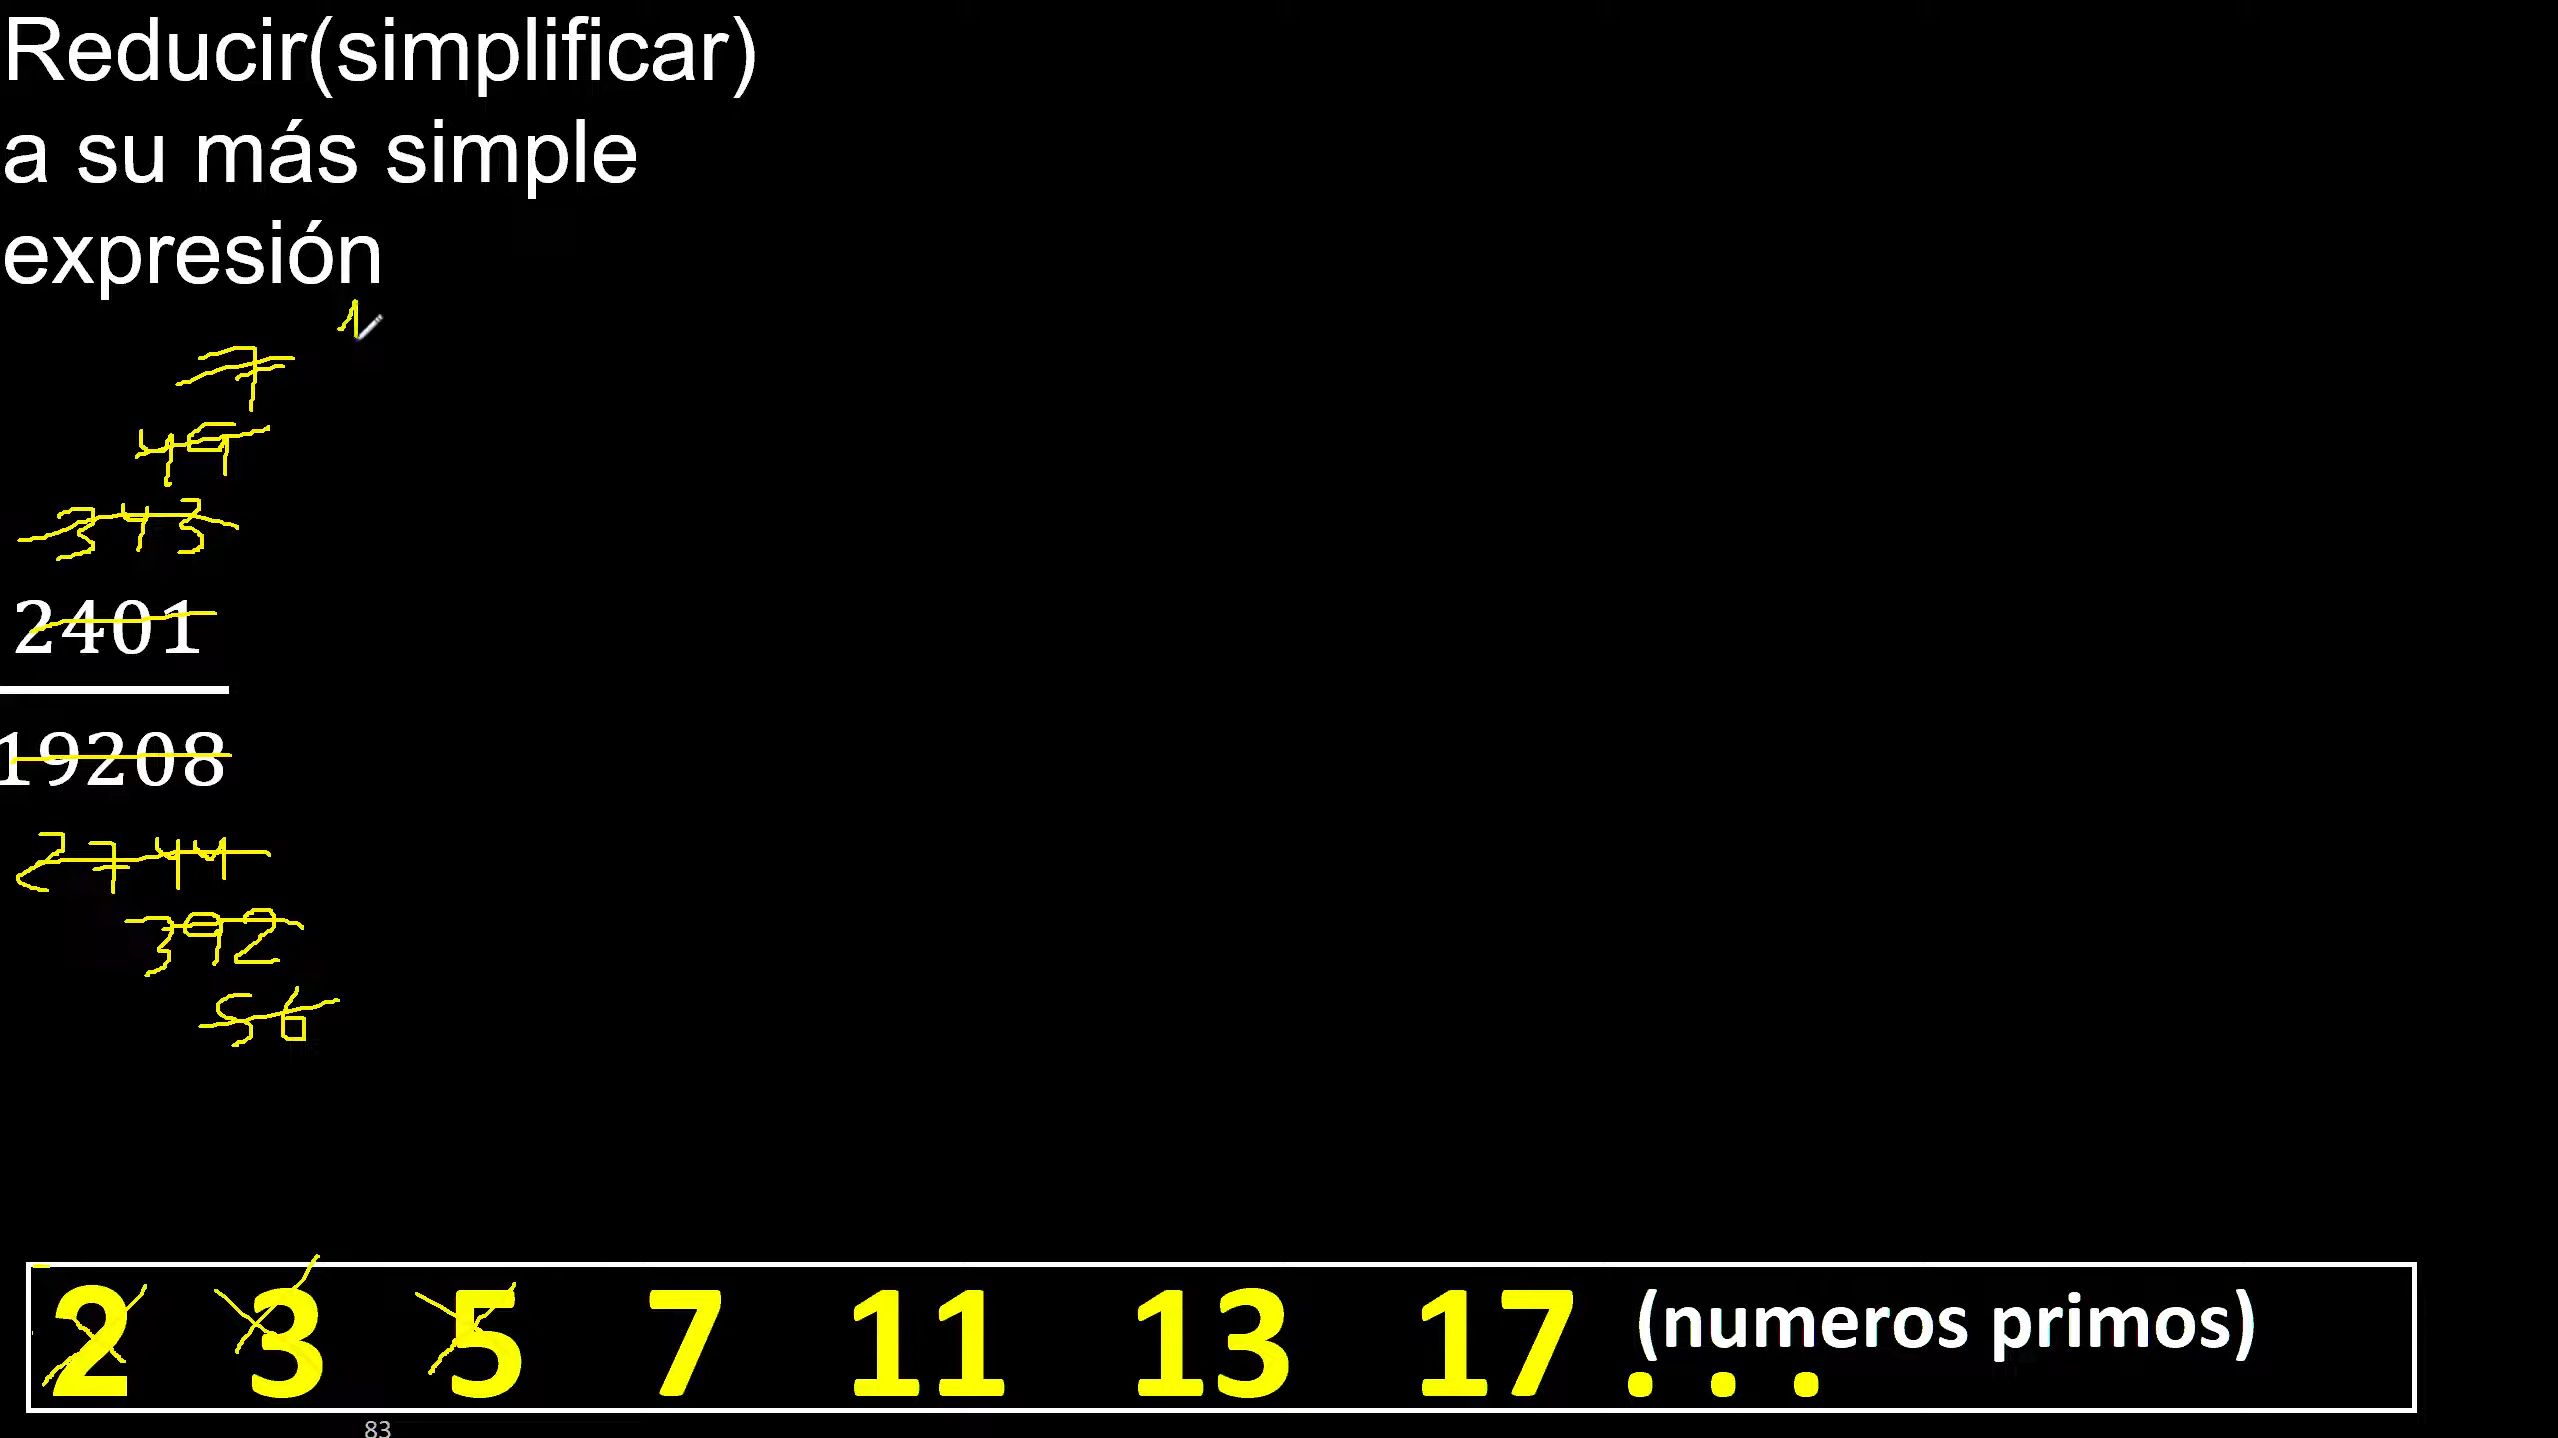 Reducir(simplificar)
a su más simple
expresión
1
7
49
343
2401
19208
2744
392
56
2 3 5 7 11 13 17 . . . (numeros primos)
83